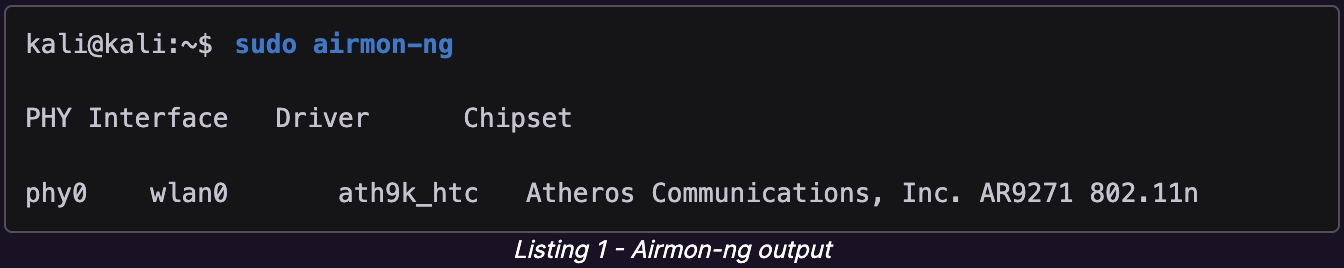 kali@kali:~$ sudo airmon-ng
PHY Interface Driver Chipset
phy0 wlan0 ath9k_htc Atheros Communications, Inc. AR9271 802.11n
Listing 1 - Airmon-ng output